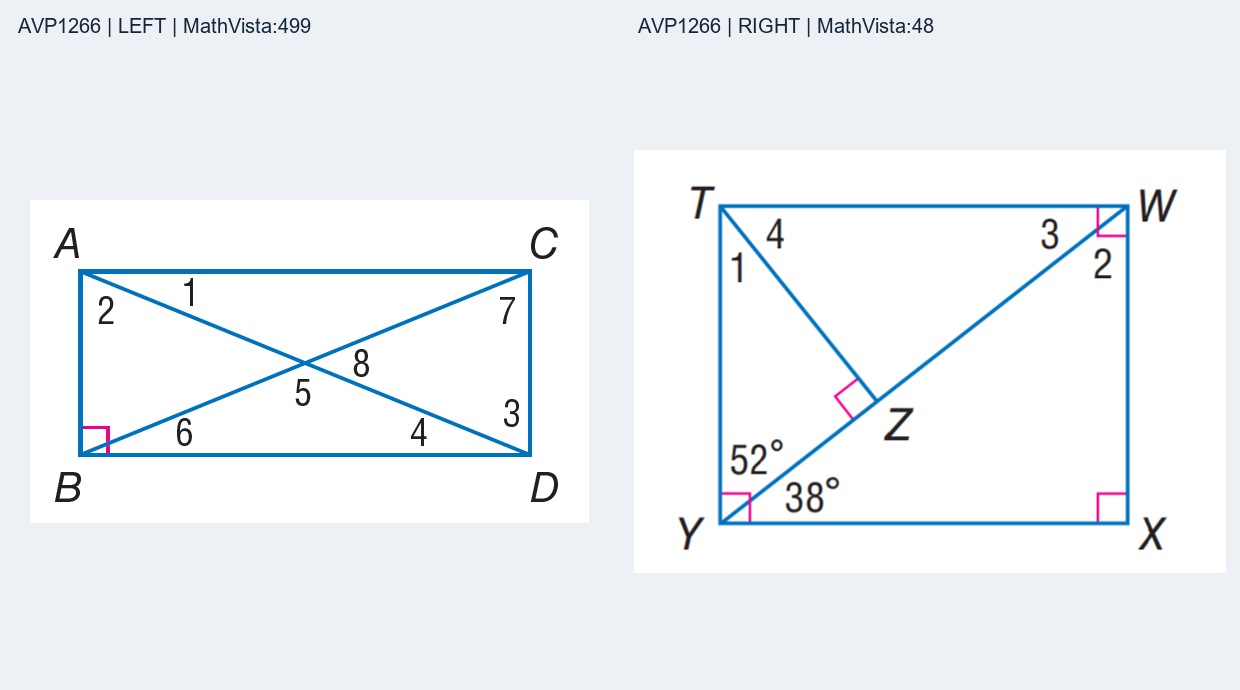 AVP1266 | LEFT | MathVista:499
A
C
1
2
7
8
5
3
6
4
B
D
AVP1266 | RIGHT | MathVista:48
T
W
4
3
1
2
Z
52°
38°
Y
X